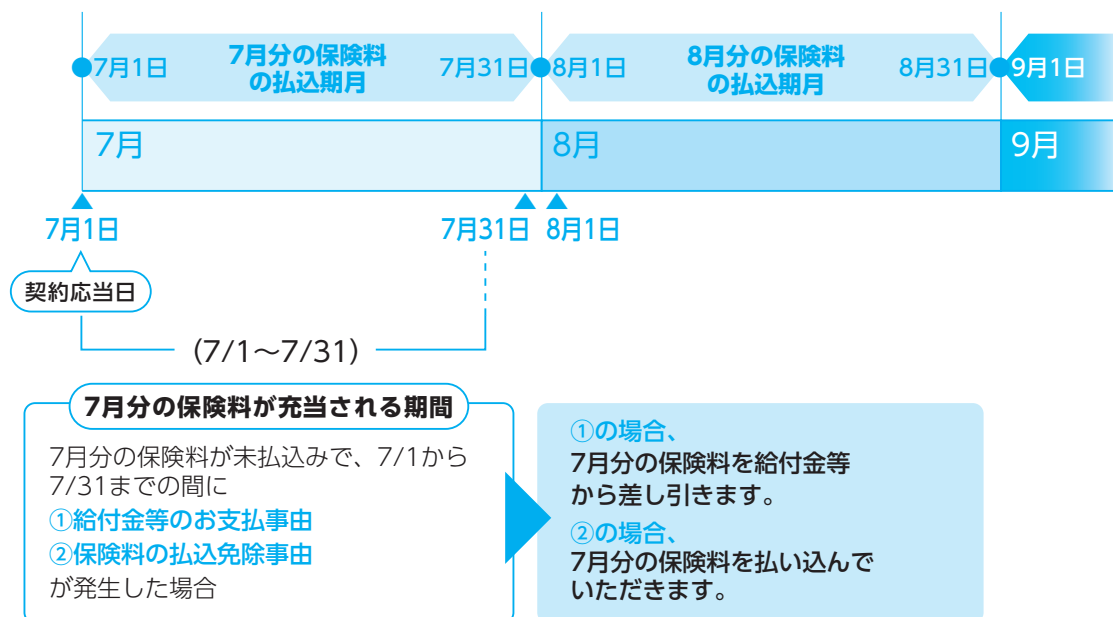 7月1日
7月分の保険料
の払込期月
7月31日
8月1日
8月分の保険料
の払込期月
8月31日
9月1日
7月
8月
9月
7月1日
7月31日
8月1日
契約応当日
(7/1〜7/31)
7月分の保険料が充当される期間
7月分の保険料が未払込みで、7/1から
7/31までの間に
①給付金等のお支払事由
②保険料の払込免除事由
が発生した場合
①の場合、
7月分の保険料を給付金等
から差し引きます。
②の場合、
7月分の保険料を払い込んで
いただきます。